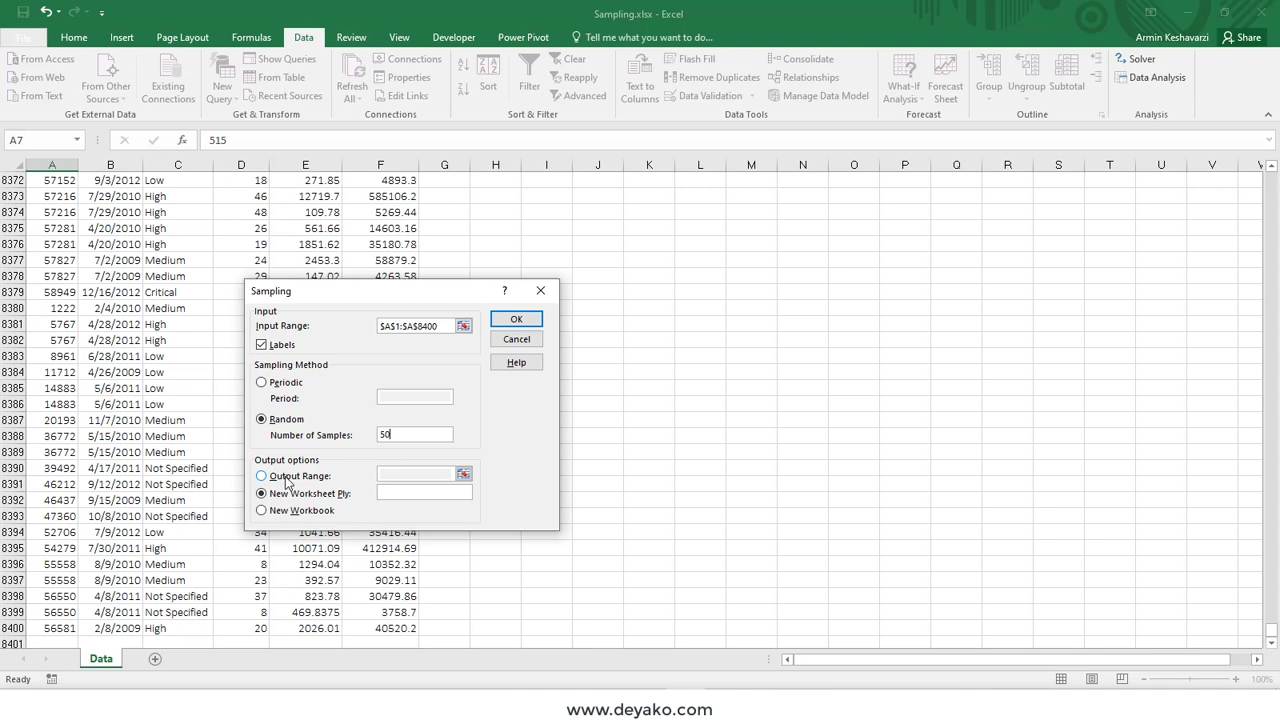 Sampling.xlsx - Excel
File Home Insert Page Layout Formulas Data Review View Developer Power Pivot Tell me what you want to do... Armin Keshavarzi Share
From Access
From Web
From Text
From Other Sources
Existing Connections
Get External Data
New Query
Show Queries
From Table
Recent Sources
Get & Transform
Refresh All
Connections
Properties
Edit Links
Connections
Sort
Filter
Clear
Reapply
Advanced
Sort & Filter
Text to Columns
Flash Fill
Remove Duplicates
Data Validation
Consolidate
Relationships
Manage Data Model
Data Tools
What-If Analysis
Forecast Sheet
Forecast
Group
Ungroup
Subtotal
Outline
Solver
Data Analysis
Analysis
A7 fx 515
A B C D E F G H I J K L M N O P Q R S T U V
8372 57152 9/3/2012 Low 18 271.85 4893.3
8373 57216 7/29/2010 High 46 12719.7 585106.2
8374 57216 7/29/2010 High 48 109.78 5269.44
8375 57281 4/20/2010 High 26 561.66 14603.16
8376 57281 4/20/2010 High 19 1851.62 35180.78
8377 57827 7/2/2009 Medium 24 2453.3 58879.2
8378 57827 7/2/2009 Medium 29 147.02 4263.58
8379 58949 12/16/2012 Critical
8380 1222 2/4/2010 Medium
8381 5767 4/28/2012 High
8382 5767 4/28/2012 High
8383 8961 6/28/2011 Low
8384 11712 4/26/2009 Low
8385 14883 5/6/2011 Low
8386 14883 5/6/2011 Low
8387 20193 11/7/2010 Medium
8388 36772 5/15/2010 Medium
8389 36772 5/15/2010 Medium
8390 39492 4/17/2011 Not Specified
8391 46212 9/12/2012 Not Specified
8392 46437 9/15/2009 Medium
8393 47360 10/8/2010 Not Specified
8394 52706 7/9/2012 Low 34 1041.66 35416.44
8395 54279 7/30/2011 High 41 10071.09 412914.69
8396 55558 8/9/2010 Medium 8 1294.04 10352.32
8397 55558 8/9/2010 Medium 23 392.57 9029.11
8398 56550 4/8/2011 Not Specified 37 823.78 30479.86
8399 56550 4/8/2011 Not Specified 8 469.8375 3758.7
8400 56581 2/8/2009 High 20 2026.01 40520.2
8401
Sampling ?
Input
Input Range: $A$1:$A$8400
Labels
OK
Cancel
Help
Sampling Method
Periodic
Period:
Random
Number of Samples: 50
Output options
Output Range:
New Worksheet Ply:
New Workbook
Data
Ready 100%
www.deyako.com